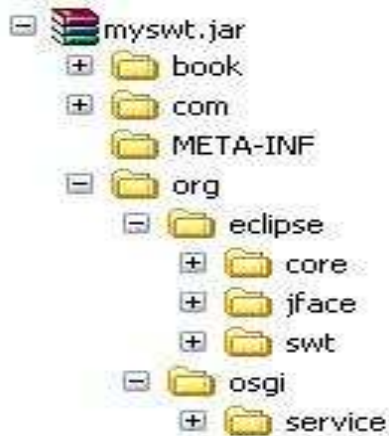 myswt.jar
book
com
META-INF
org
eclipse
core
jface
swt
osgi
service